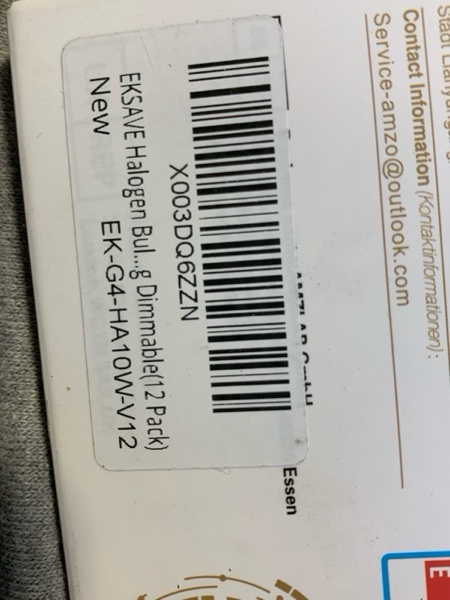 Contact Information (Kontaktinformationen):
Service-amzo@outlook.com
Essen
X003DQ6ZZN
EKSAVE Halogen Bul...g Dimmable(12 Pack)
New
EK-G4-HA10W-V12
E